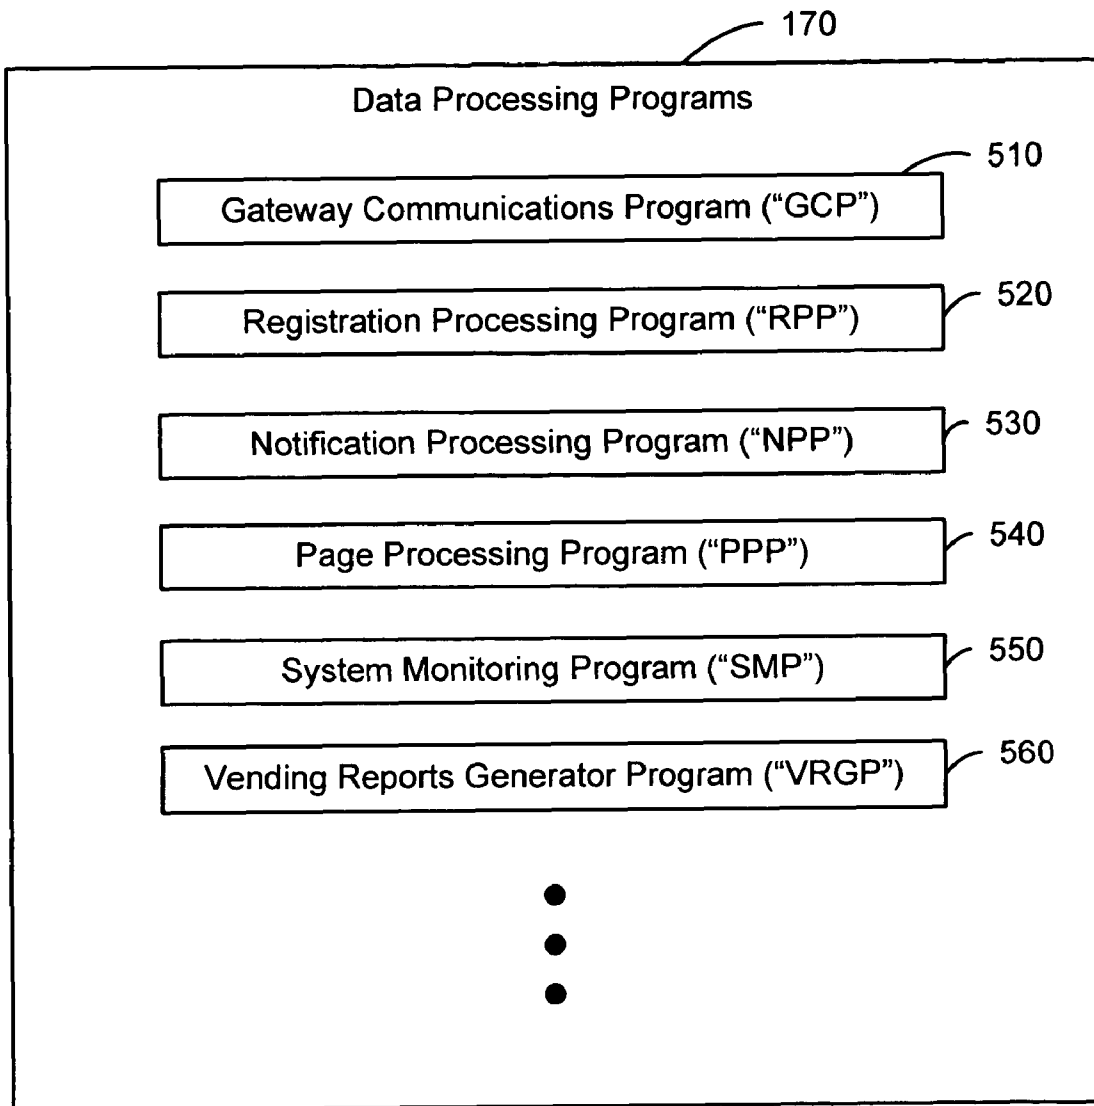 170
Data Processing Programs
510
Gateway Communications Program (“GCP”)
520
Registration Processing Program (“RPP”)
530
Notification Processing Program (“NPP”)
540
Page Processing Program (“PPP”)
550
System Monitoring Program (“SMP”)
560
Vending Reports Generator Program (“VRGP”)